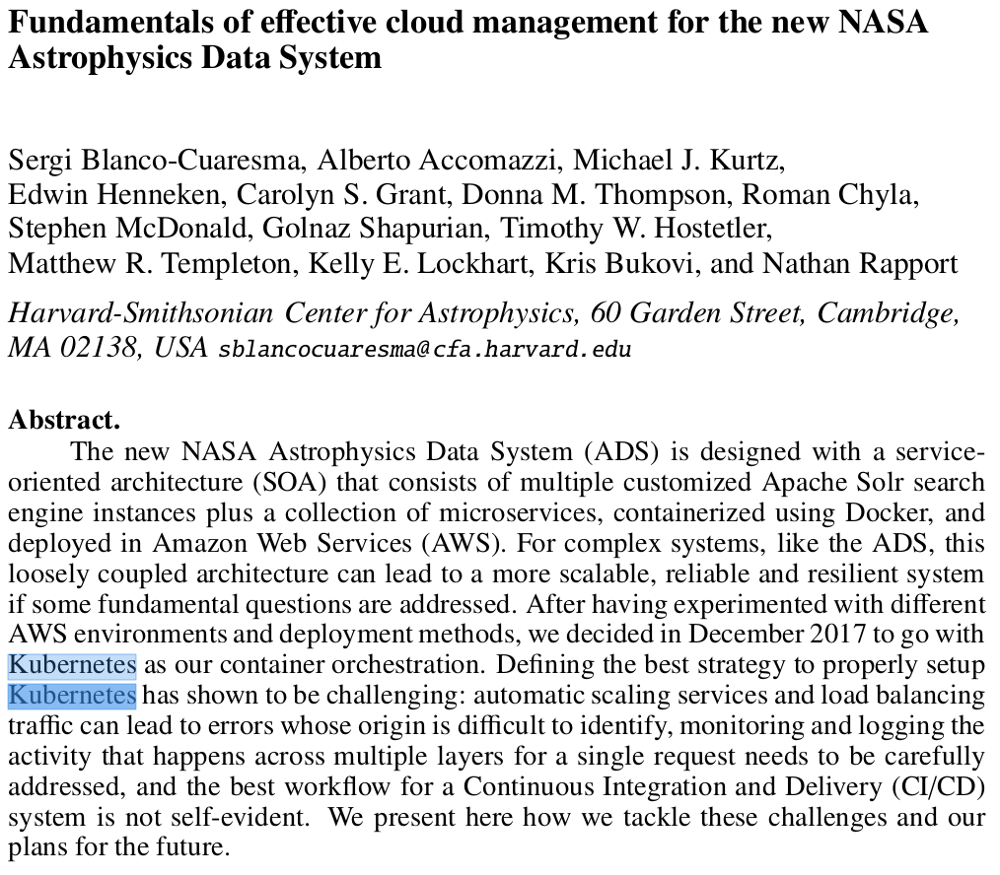 Fundamentals of effective cloud management for the new NASA
Astrophysics Data System
Sergi Blanco-Cuaresma, Alberto Accomazzi, Michael J. Kurtz,
Edwin Henneken, Carolyn S. Grant, Donna M. Thompson, Roman Chyla,
Stephen McDonald, Golnaz Shapurian, Timothy W. Hostetler,
Matthew R. Templeton, Kelly E. Lockhart, Kris Bukovi, and Nathan Rapport
Harvard-Smithsonian Center for Astrophysics, 60 Garden Street, Cambridge,
MA 02138, USA sblancocuaresma@cfa.harvard.edu
Abstract.
The new NASA Astrophysics Data System (ADS) is designed with a service-
oriented architecture (SOA) that consists of multiple customized Apache Solr search
engine instances plus a collection of microservices, containerized using Docker, and
deployed in Amazon Web Services (AWS). For complex systems, like the ADS, this
loosely coupled architecture can lead to a more scalable, reliable and resilient system
if some fundamental questions are addressed. After having experimented with different
AWS environments and deployment methods, we decided in December 2017 to go with
Kubernetes as our container orchestration. Defining the best strategy to properly setup
Kubernetes has shown to be challenging: automatic scaling services and load balancing
traffic can lead to errors whose origin is difficult to identify, monitoring and logging the
activity that happens across multiple layers for a single request needs to be carefully
addressed, and the best workflow for a Continuous Integration and Delivery (CI/CD)
system is not self-evident. We present here how we tackle these challenges and our
plans for the future.